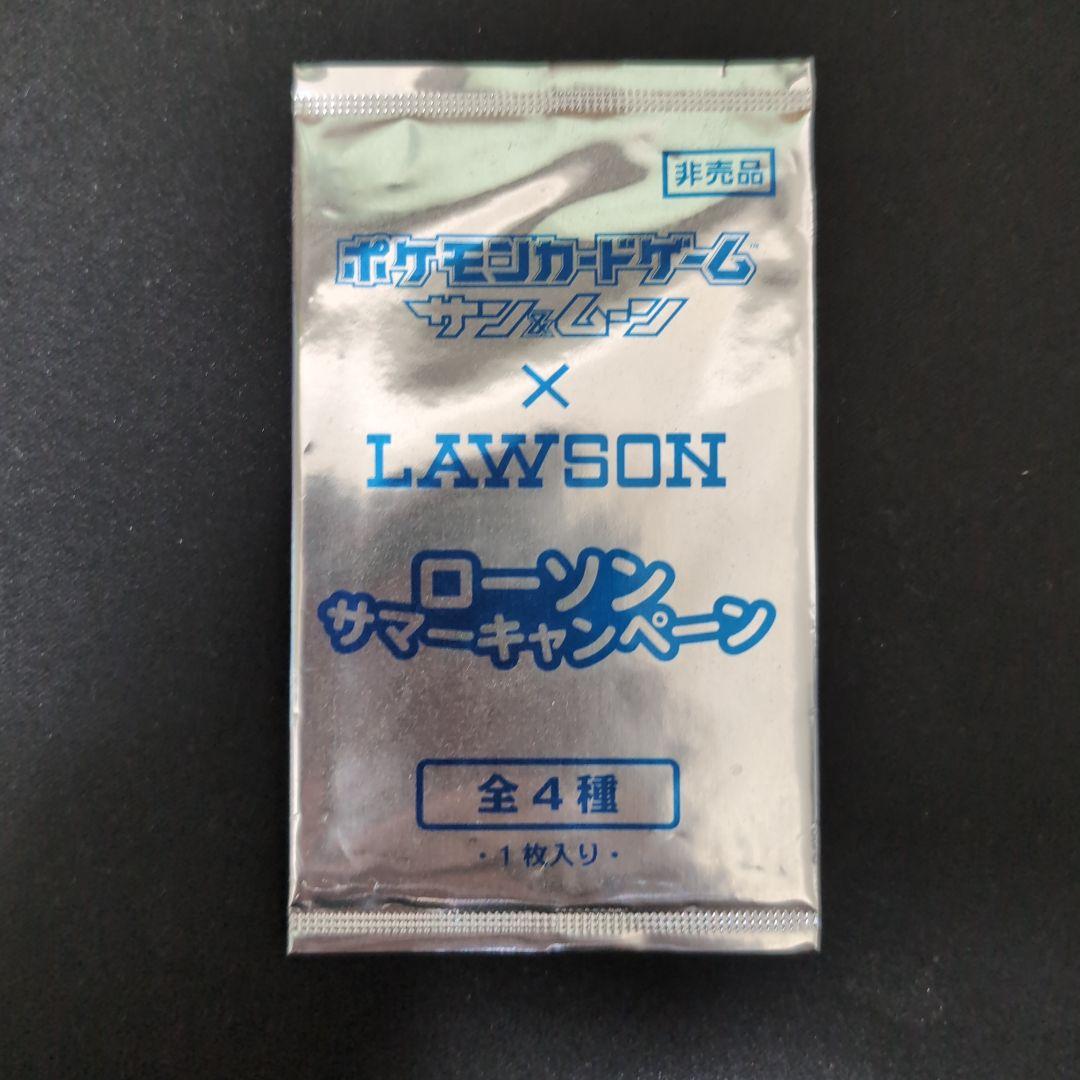 非売品
ポケモンカードゲーム™
サン&ムーン
×
LAWSON
ローソン
サマーキャンペーン
全4種
・1枚入り・